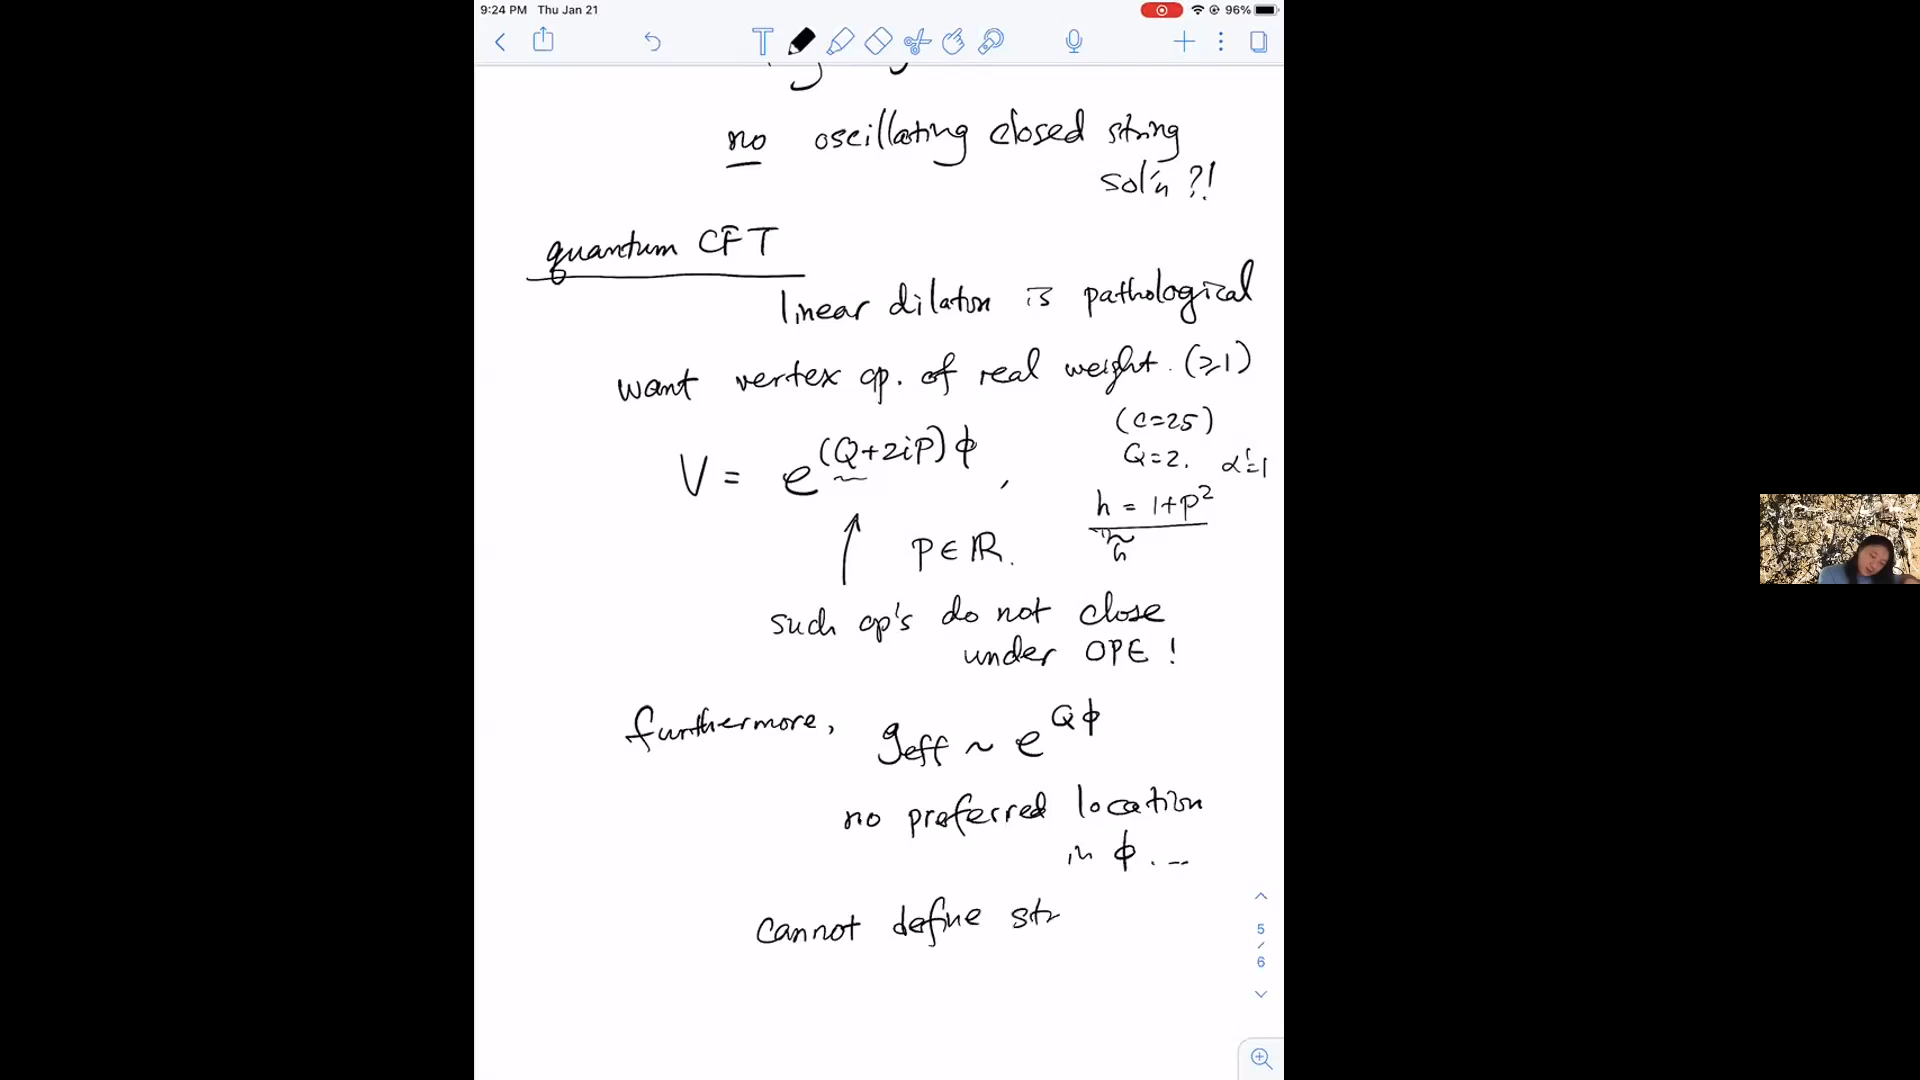 9:24 PM Thu Jan 21
96%
no oscillating closed string
sol'n ?!
quantum CFT
linear dilaton is pathological
want vertex op. of real weight. (≥1)
(c=25)
V = e^{(Q+2iP)ϕ} ,
Q=2. α'=1
h = 1+P²
h̃
P∈ℝ.
such op's do not close
under OPE !
furthermore, g_eff ~ e^{Qϕ}
no preferred location
in ϕ. ...
cannot define str
5
/
6